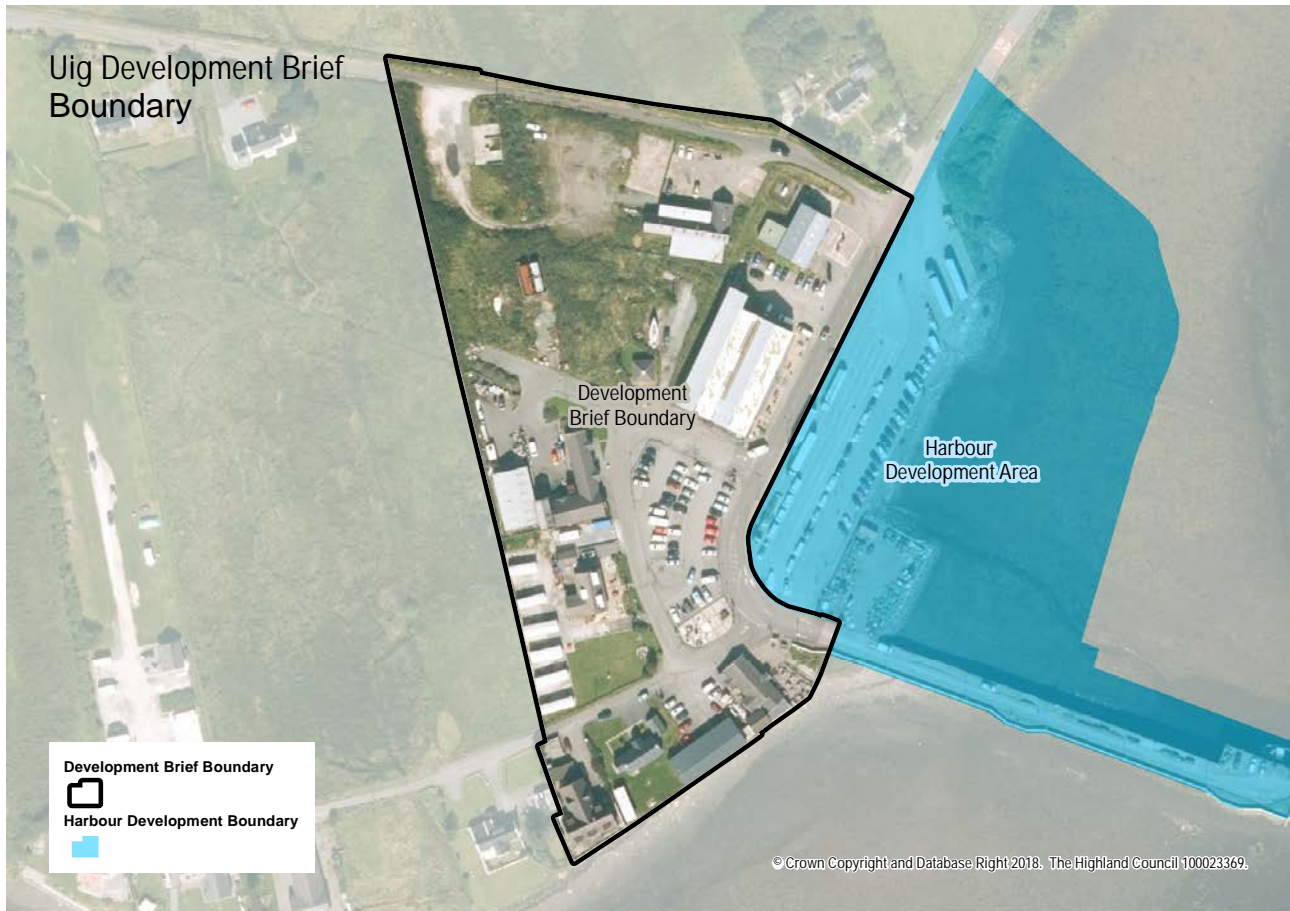 Uig Development Brief
Boundary
Development
Brief Boundary
Harbour
Development Area
Development Brief Boundary
Harbour Development Boundary
© Crown Copyright and Database Right 2018. The Highland Council 100023369.